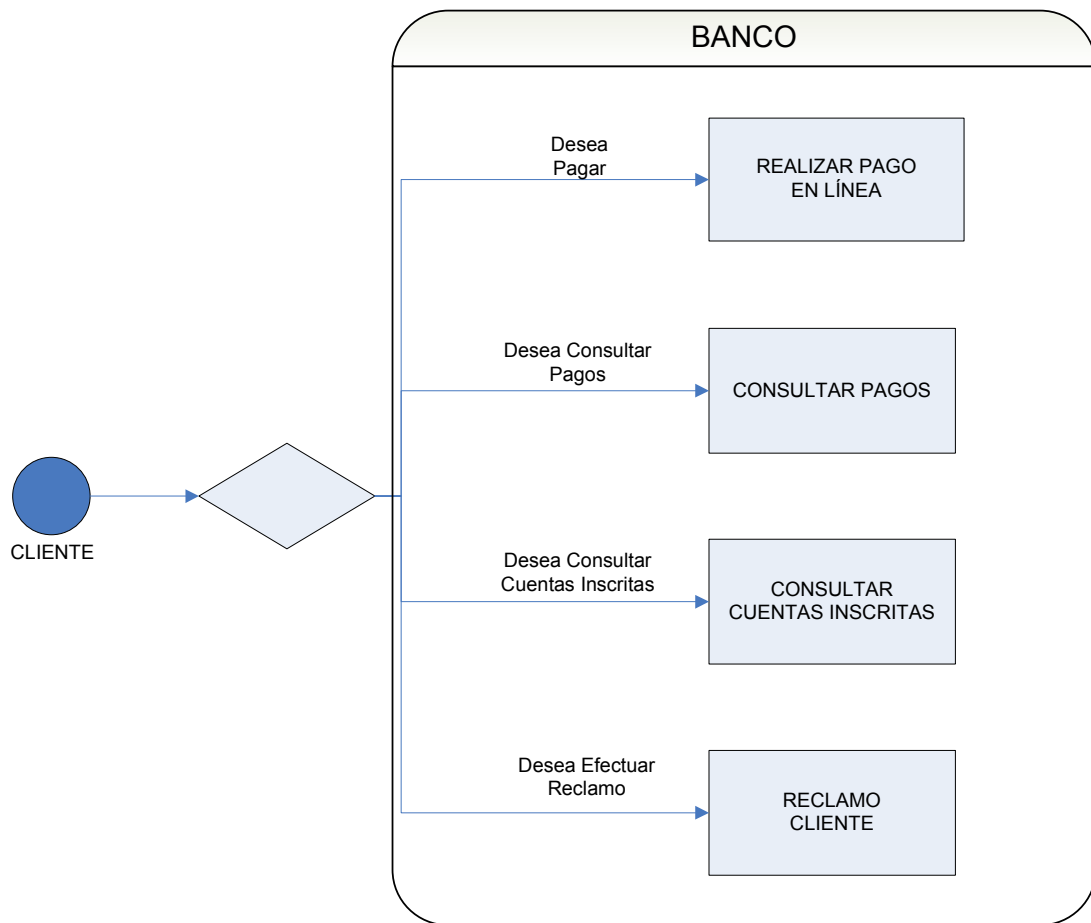 BANCO
Desea
Pagar
REALIZAR PAGO
EN LÍNEA
Desea Consultar
Pagos
CONSULTAR PAGOS
CLIENTE
Desea Consultar
Cuentas Inscritas
CONSULTAR
CUENTAS INSCRITAS
Desea Efectuar
Reclamo
RECLAMO
CLIENTE